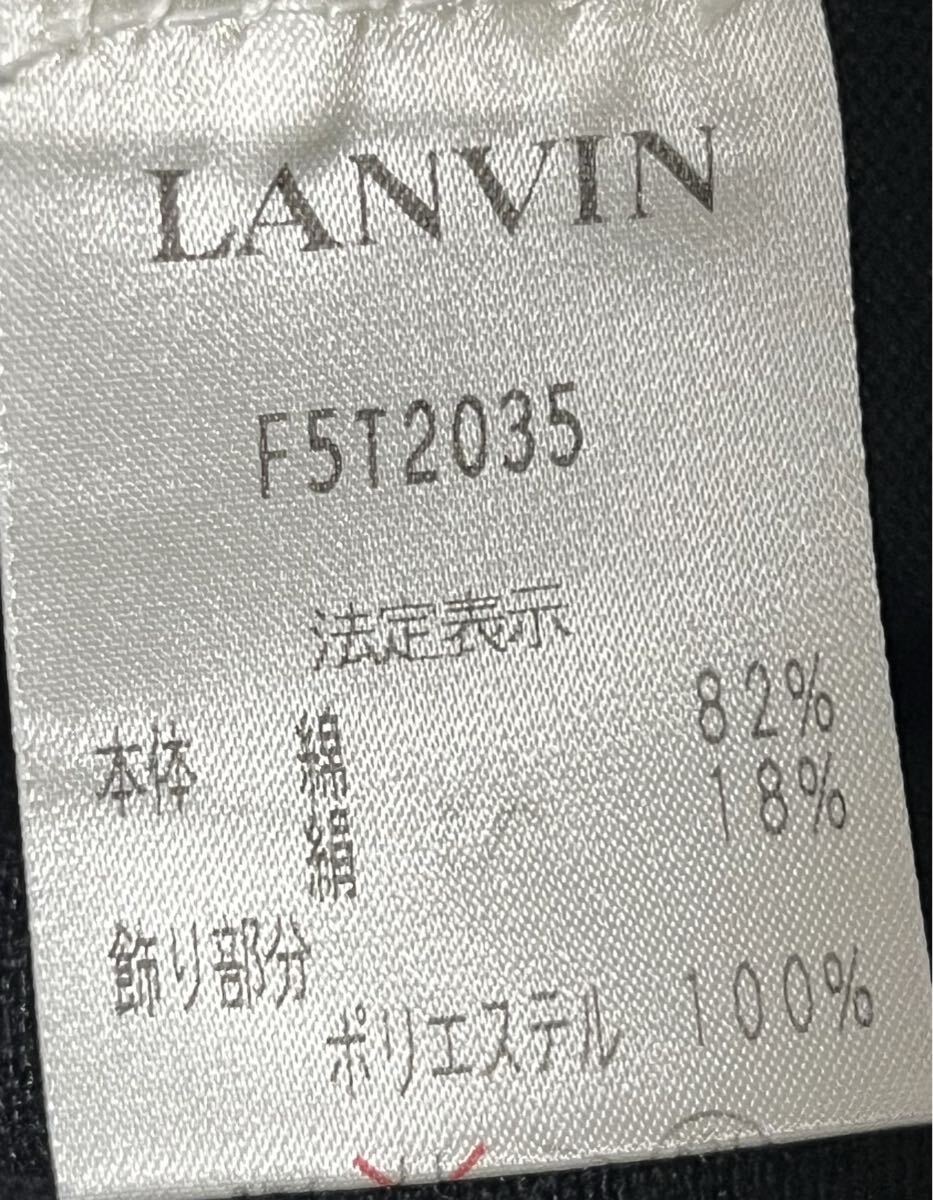 LANVIN
F5T2035
法定表示
本体 綿 82%
絹 18%
飾り部分
ポリエステル 100%